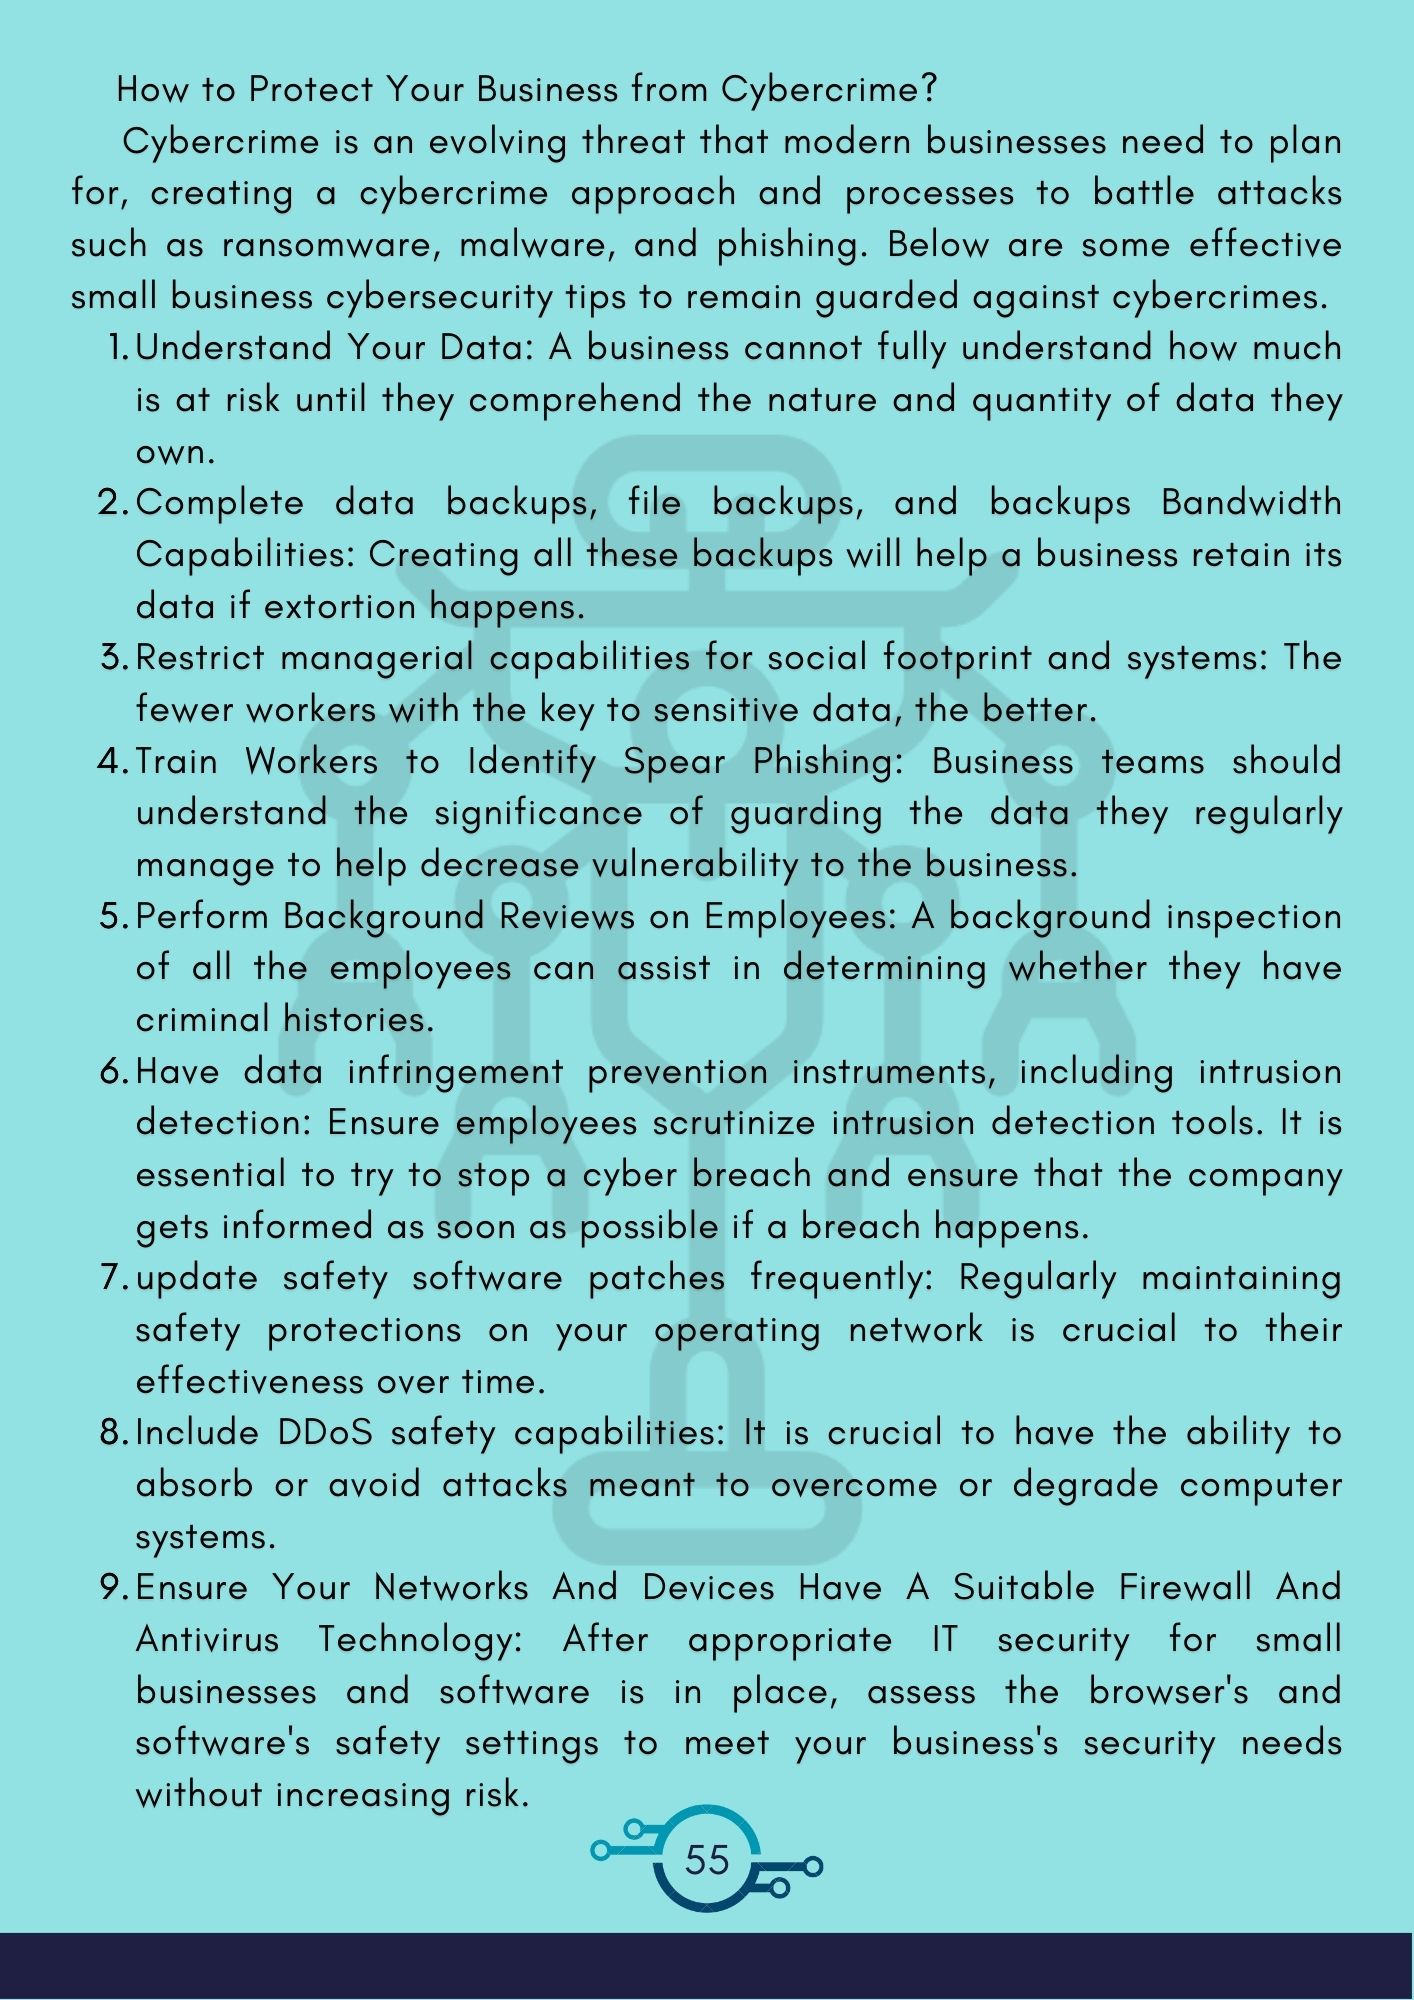 How to Protect Your Business from Cybercrime?
Cybercrime is an evolving threat that modern businesses need to plan
for, creating a cybercrime approach and processes to battle attacks
such as ransomware, malware, and phishing. Below are some effective
small business cybersecurity tips to remain guarded against cybercrimes.
1. Understand Your Data: A business cannot fully understand how much
is at risk until they comprehend the nature and quantity of data they
own.
2. Complete data backups, file backups, and backups Bandwidth
Capabilities: Creating all these backups will help a business retain its
data if extortion happens.
3. Restrict managerial capabilities for social footprint and systems: The
fewer workers with the key to sensitive data, the better.
4. Train Workers to Identify Spear Phishing: Business teams should
understand the significance of guarding the data they regularly
manage to help decrease vulnerability to the business.
5. Perform Background Reviews on Employees: A background inspection
of all the employees can assist in determining whether they have
criminal histories.
6. Have data infringement prevention instruments, including intrusion
detection: Ensure employees scrutinize intrusion detection tools. It is
essential to try to stop a cyber breach and ensure that the company
gets informed as soon as possible if a breach happens.
7. update safety software patches frequently: Regularly maintaining
safety protections on your operating network is crucial to their
effectiveness over time.
8. Include DDoS safety capabilities: It is crucial to have the ability to
absorb or avoid attacks meant to overcome or degrade computer
systems.
9. Ensure Your Networks And Devices Have A Suitable Firewall And
Antivirus Technology: After appropriate IT security for small
businesses and software is in place, assess the browser's and
software's safety settings to meet your business's security needs
without increasing risk.
55